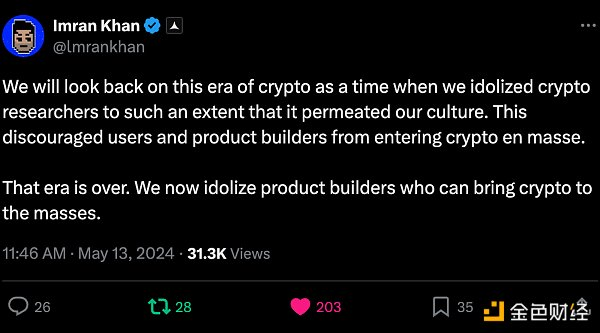 Imran Khan
@lmrankhan
We will look back on this era of crypto as a time when we idolized crypto
researchers to such an extent that it permeated our culture. This
discouraged users and product builders from entering crypto en masse.
That era is over. We now idolize product builders who can bring crypto to
the masses.
11:46 AM · May 13, 2024 · 31.3K Views
26 28 203 35
金色财经